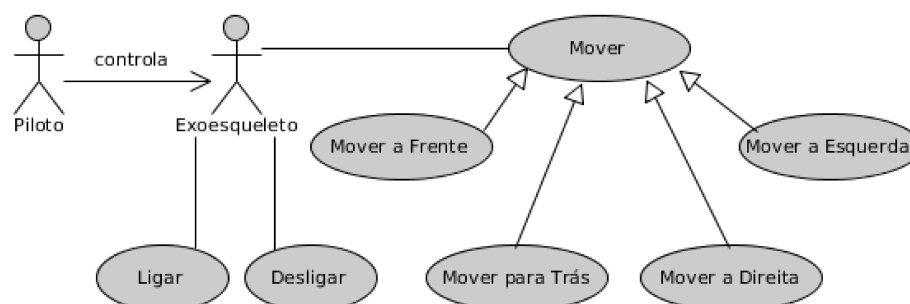 Mover
controla
Piloto
Exoesqueleto
Mover a Frente
Mover a Esquerda
Ligar
Desligar
Mover para Trás
Mover a Direita